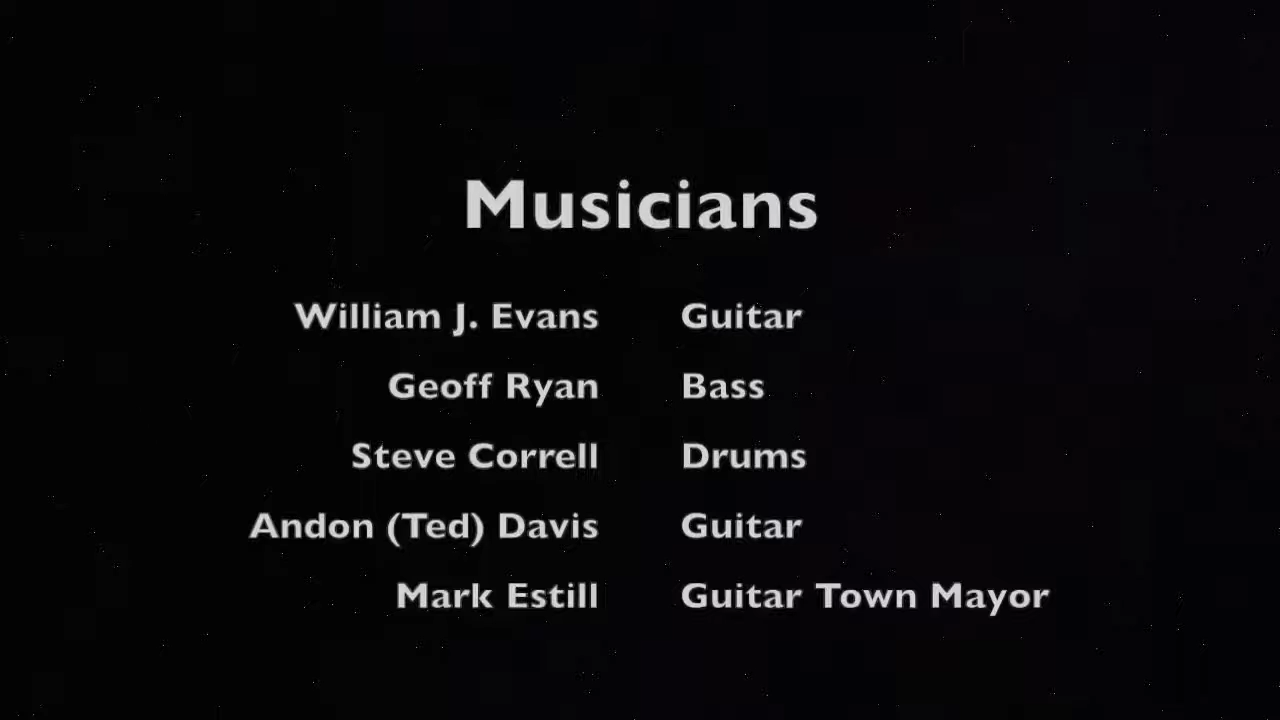 Musicians
William J. Evans Guitar
Geoff Ryan Bass
Steve Correll Drums
Andon (Ted) Davis Guitar
Mark Estill Guitar Town Mayor